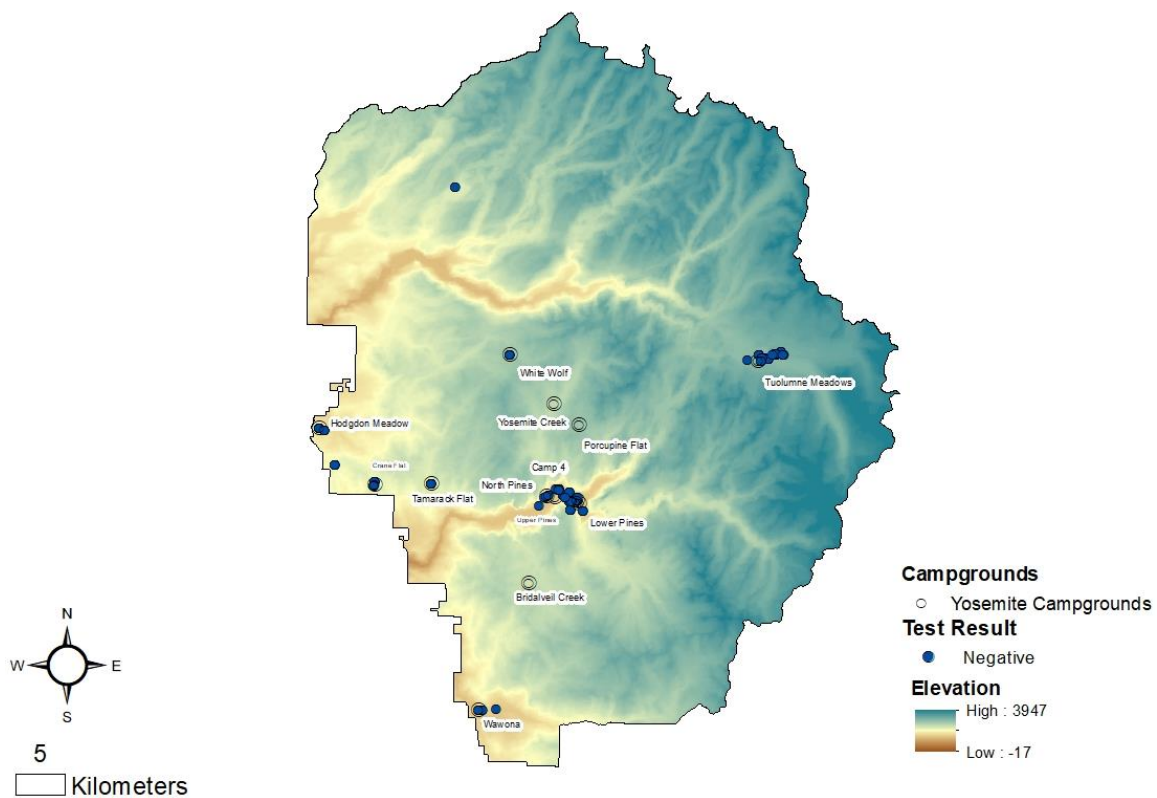 White Wolf
Tuolumne Meadows
Yosemite Creek
Hodgdon Meadow
Porcupine Flat
Crane Flat
Camp 4
North Pines
Tamarack Flat
Upper Pines
Lower Pines
Bridalveil Creek
Wawona
N
W
E
S
5
Kilometers
Campgrounds
Yosemite Campgrounds
Test Result
Negative
Elevation
High : 3947
Low : -17